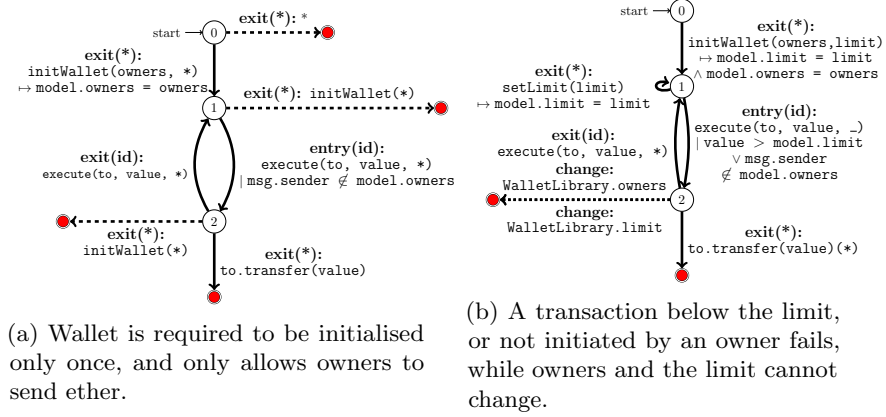 start
0
exit(*): *
exit(*):
initWallet(owners, *)
↦ model.owners = owners
1
exit(*): initWallet(*)
exit(id):
execute(to, value, *)
entry(id):
execute(to, value, *)
| msg.sender ∉ model.owners
2
exit(*):
initWallet(*)
exit(*):
to.transfer(value)
(a) Wallet is required to be initialised
only once, and only allows owners to
send ether.
start
0
exit(*):
initWallet(owners,limit)
↦ model.limit = limit
∧ model.owners = owners
exit(*):
setLimit(limit)
↦ model.limit = limit
1
exit(id):
execute(to, value, *)
entry(id):
execute(to, value, _)
| value > model.limit
∨ msg.sender
∉ model.owners
change:
WalletLibrary.owners
2
change:
WalletLibrary.limit
exit(*):
to.transfer(value)(*)
(b) A transaction below the limit,
or not initiated by an owner fails,
while owners and the limit cannot
change.